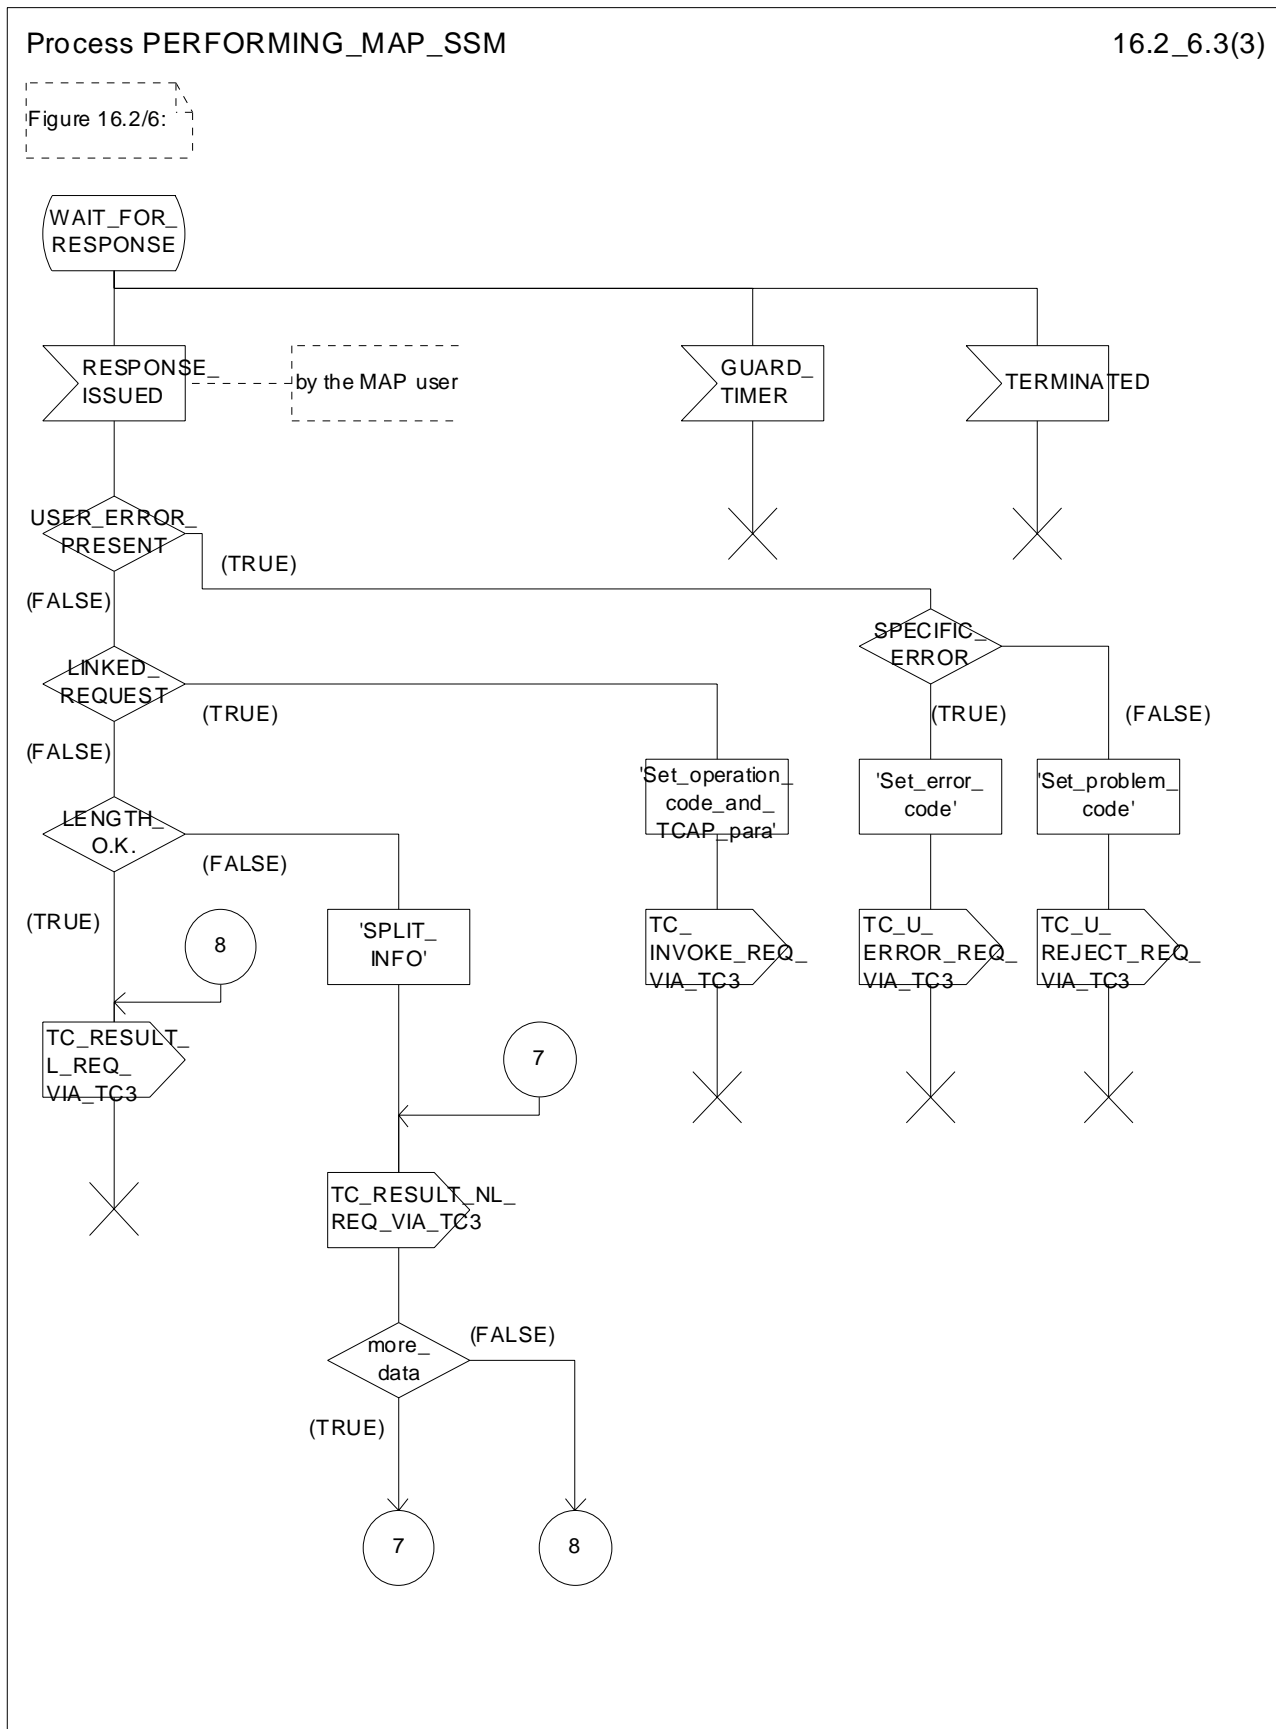 Process PERFORMING_MAP_SSM
16.2_6.3(3)
Figure 16.2/6:
WAIT_FOR_
RESPONSE
RESPONSE_
ISSUED
by the MAP user
GUARD_
TIMER
TERMINATED
USER_ERROR_
PRESENT
(TRUE)
(FALSE)
SPECIFIC_
ERROR
LINKED_
REQUEST
(TRUE)
(TRUE)
(FALSE)
(FALSE)
'Set_operation_
code_and_
TCAP_para'
'Set_error_
code'
'Set_problem_
code'
LENGTH_
O.K.
(FALSE)
(TRUE)
8
'SPLIT_
INFO'
TC_
INVOKE_REQ_
VIA_TC3
TC_U_
ERROR_REQ_
VIA_TC3
TC_U_
REJECT_REQ_
VIA_TC3
TC_RESULT_
L_REQ_
VIA_TC3
7
TC_RESULT_NL_
REQ_VIA_TC3
more_
data
(FALSE)
(TRUE)
7
8